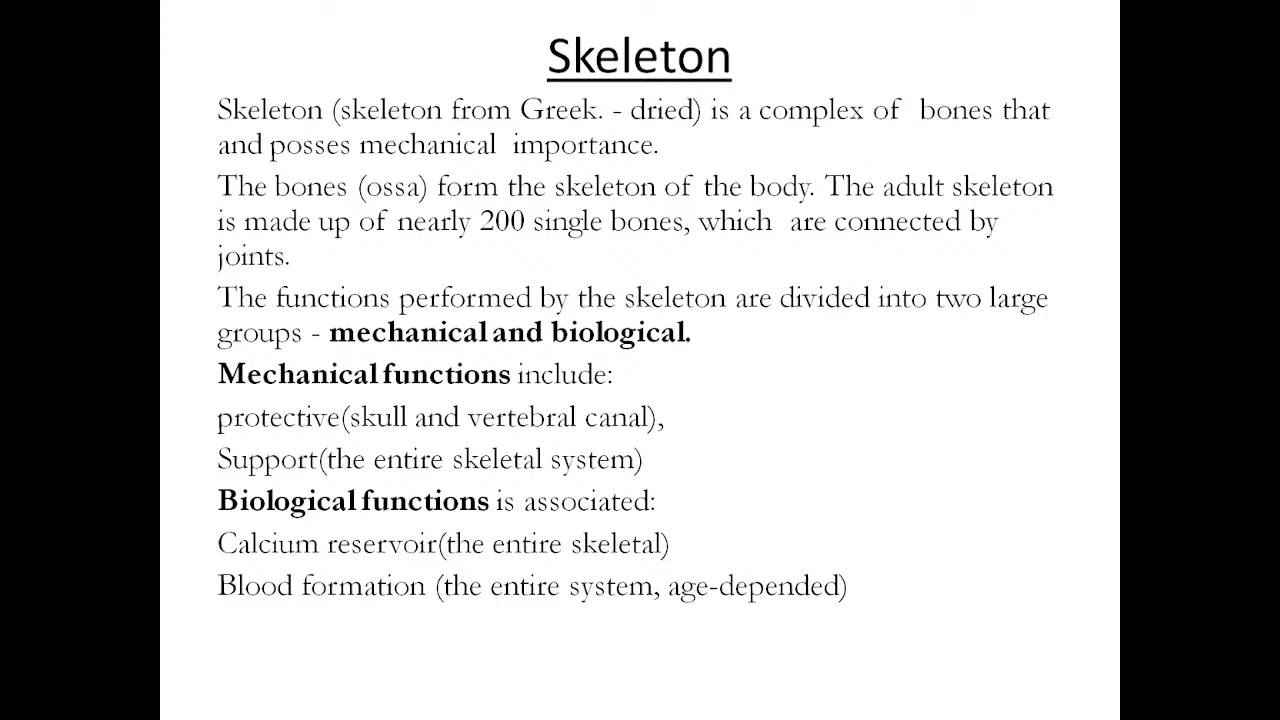 Skeleton
Skeleton (skeleton from Greek. - dried) is a complex of bones that
and posses mechanical importance.
The bones (ossa) form the skeleton of the body. The adult skeleton
is made up of nearly 200 single bones, which are connected by
joints.
The functions performed by the skeleton are divided into two large
groups - mechanical and biological.
Mechanical functions include:
protective(skull and vertebral canal),
Support(the entire skeletal system)
Biological functions is associated:
Calcium reservoir(the entire skeletal)
Blood formation (the entire system, age-depended)